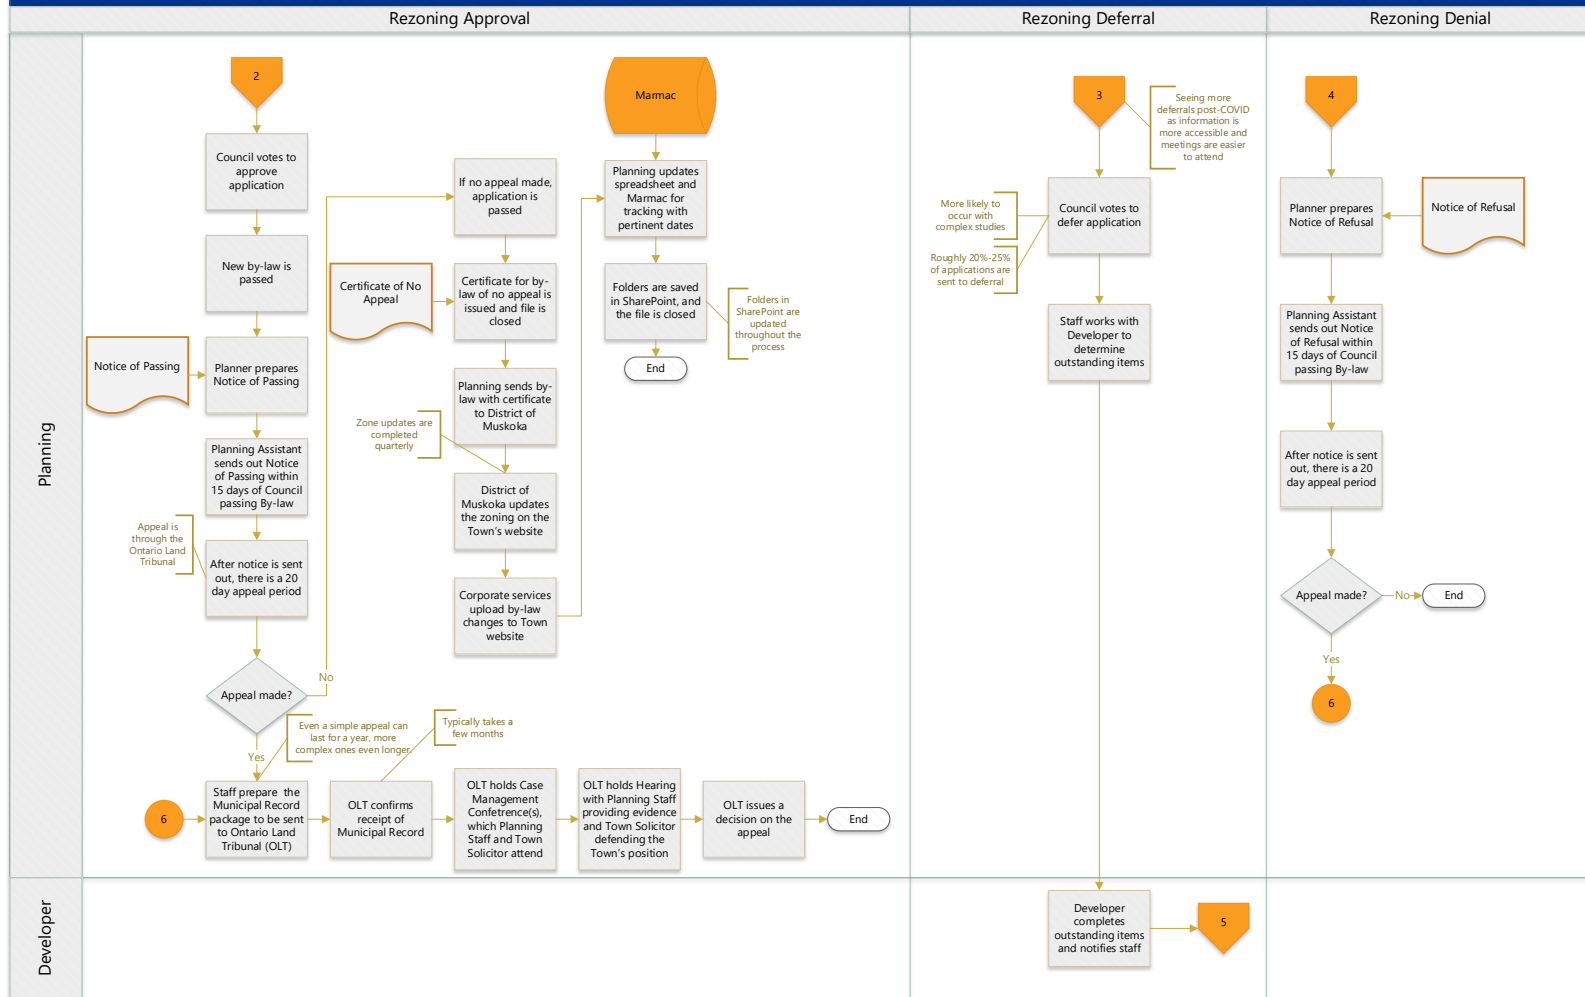 Rezoning Approval
Rezoning Deferral
Rezoning Denial
Planning
Developer
2
Council votes to
approve
application
New by-law is
passed
Notice of Passing
Planner prepares
Notice of Passing
Planning Assistant
sends out Notice
of Passing within
15 days of Council
passing By-law
Appeal is
through the
Ontario Land
Tribunal
After notice is sent
out, there is a 20
day appeal period
Appeal made?
No
Yes
Even a simple appeal can
last for a year, more
complex ones even longer.
Typically takes a
few months
6
Staff prepare the
Municipal Record
package to be sent
to Ontario Land
Tribunal (OLT)
OLT confirms
receipt of
Municipal Record
OLT holds Case
Management
Confetrence(s),
which Planning
Staff and Town
Solicitor attend
OLT holds Hearing
with Planning Staff
providing evidence
and Town Solicitor
defending the
Town's position
OLT issues a
decision on the
appeal
End
If no appeal made,
application is
passed
Certificate of No
Appeal
Certificate for by-
law of no appeal is
issued and file is
closed
Planning sends by-
law with certificate
to District of
Muskoka
Zone updates are
completed
quarterly
District of
Muskoka updates
the zoning on the
Town's website
Corporate services
upload by-law
changes to Town
website
Marmac
Planning updates
spreadsheet and
Marmac for
tracking with
pertinent dates
Folders are saved
in SharePoint, and
the file is closed
Folders in
SharePoint are
updated
throughout the
process
End
3
Seeing more
deferrals post-COVID
as information is
more accessible and
meetings are easier
to attend
More likely to
occur with
complex studies
Council votes to
defer application
Roughly 20%-25%
of applications are
sent to deferral
Staff works with
Developer to
determine
outstanding items
Developer
completes
outstanding items
and notifies staff
5
4
Planner prepares
Notice of Refusal
Notice of Refusal
Planning Assistant
sends out Notice
of Refusal within
15 days of Council
passing By-law
After notice is sent
out, there is a 20
day appeal period
Appeal made?
No
End
Yes
6